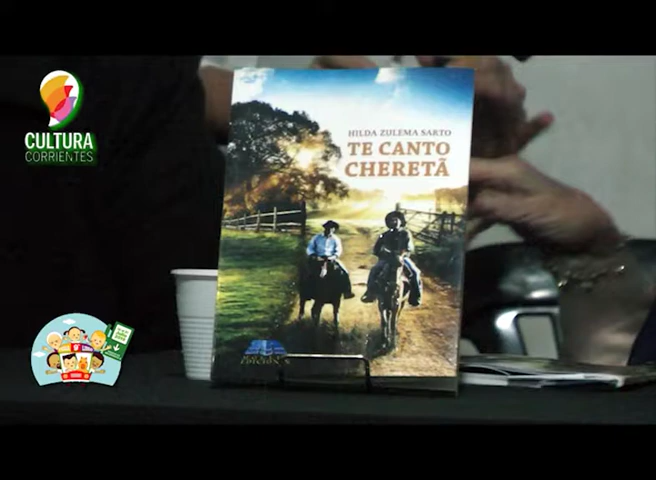 CULTURA
CORRIENTES
HILDA ZULEMA SARTO
TE CANTO
CHERETÃ